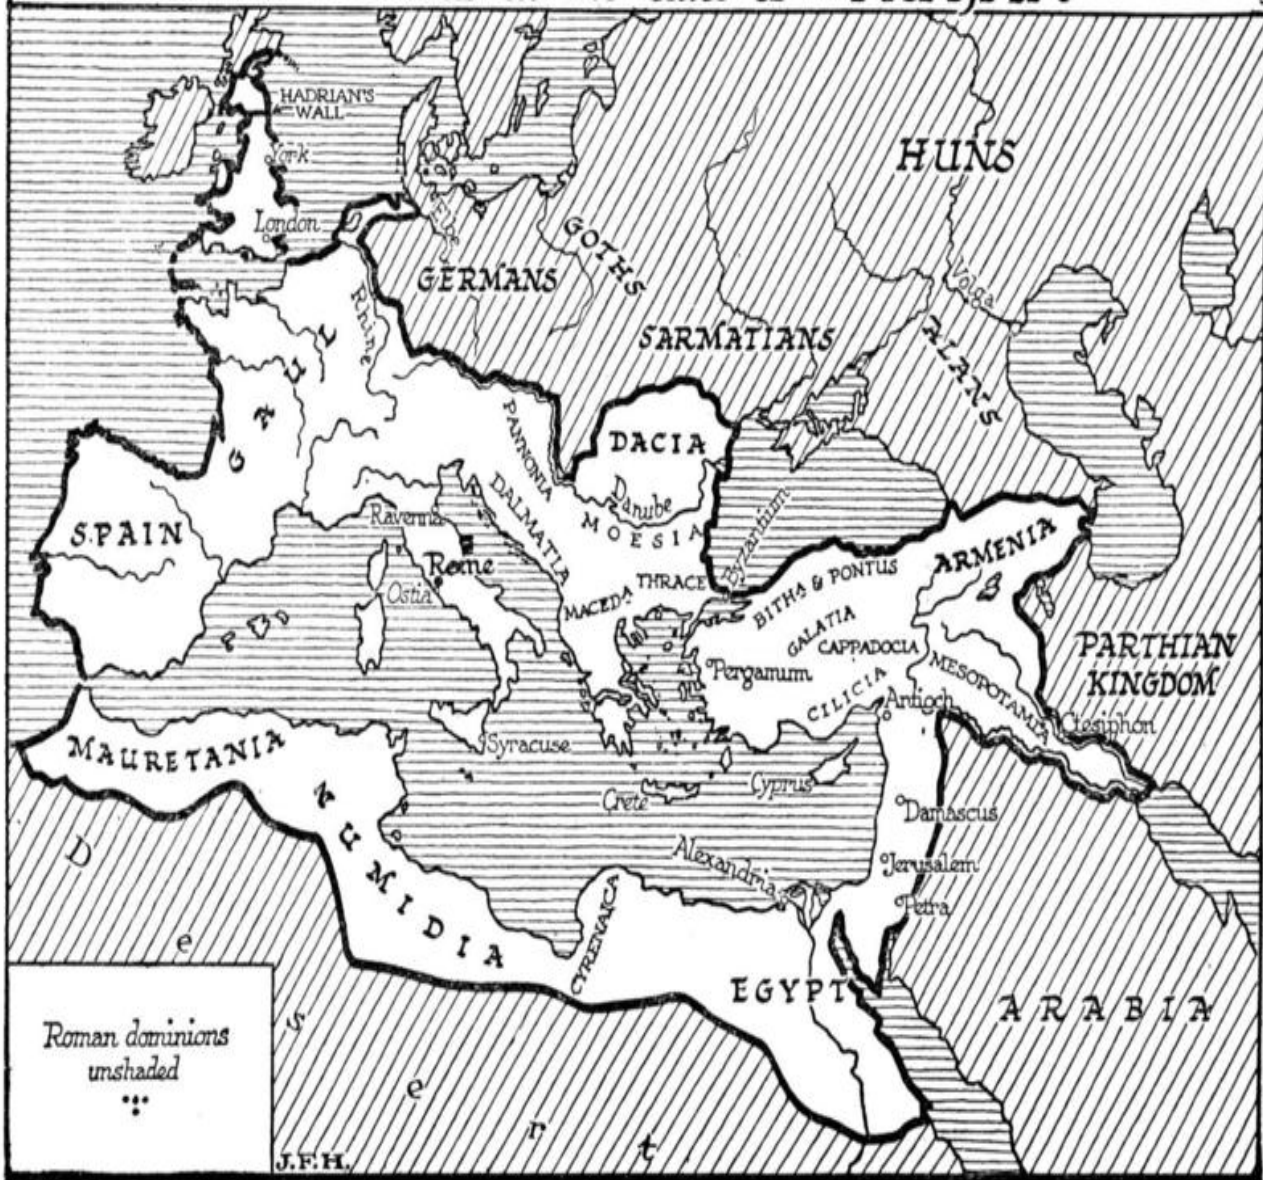 HADRIAN'S
WALL
York
London
Elbe
GOTHS
HUNS
GERMANS
Rhine
SARMATIANS
Volga
ALANS
GAUL
PANNONIA
DACIA
DALMATIA
Danube
MOESIA
SPAIN
Ravenna
Rome
Ostia
Byzantium
THRACE
MACEDA
BITHA & PONTUS
ARMENIA
GALATIA
CAPPADOCIA
PARTHIAN
KINGDOM
Pergamum
CILICIA
MESOPOTAMIA
Antioch
Ctesiphon
MAURETANIA
Syracuse
Crete
Cyprus
Damascus
NUMIDIA
Alexandria
Jerusalem
Petra
CYRENAICA
EGYPT
ARABIA
Desert
Roman dominions
unshaded
J.F.H.